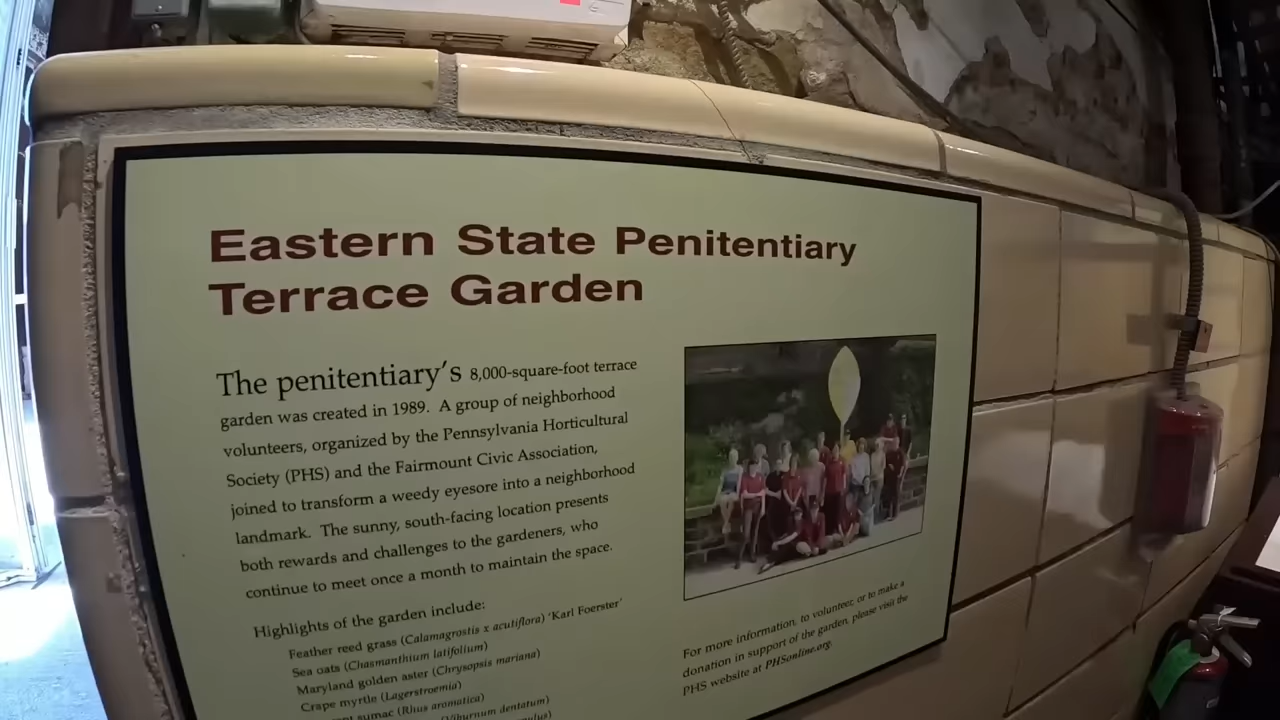 Eastern State Penitentiary
Terrace Garden
The penitentiary's 8,000-square-foot terrace
garden was created in 1989. A group of neighborhood
volunteers, organized by the Pennsylvania Horticultural
Society (PHS) and the Fairmount Civic Association,
joined to transform a weedy eyesore into a neighborhood
landmark. The sunny, south-facing location presents
both rewards and challenges to the gardeners, who
continue to meet once a month to maintain the space.
Highlights of the garden include:
Feather reed grass (Calamagrostis x acutiflora) 'Karl Foerster'
Sea oats (Chasmanthium latifolium)
Maryland golden aster (Chrysopsis mariana)
Crape myrtle (Lagerstroemia)
sumac (Rhus aromatica)
(Viburnum dentatum)
For more information, to volunteer, or to make a
donation in support of the garden, please visit the
PHS website at PHSonline.org.